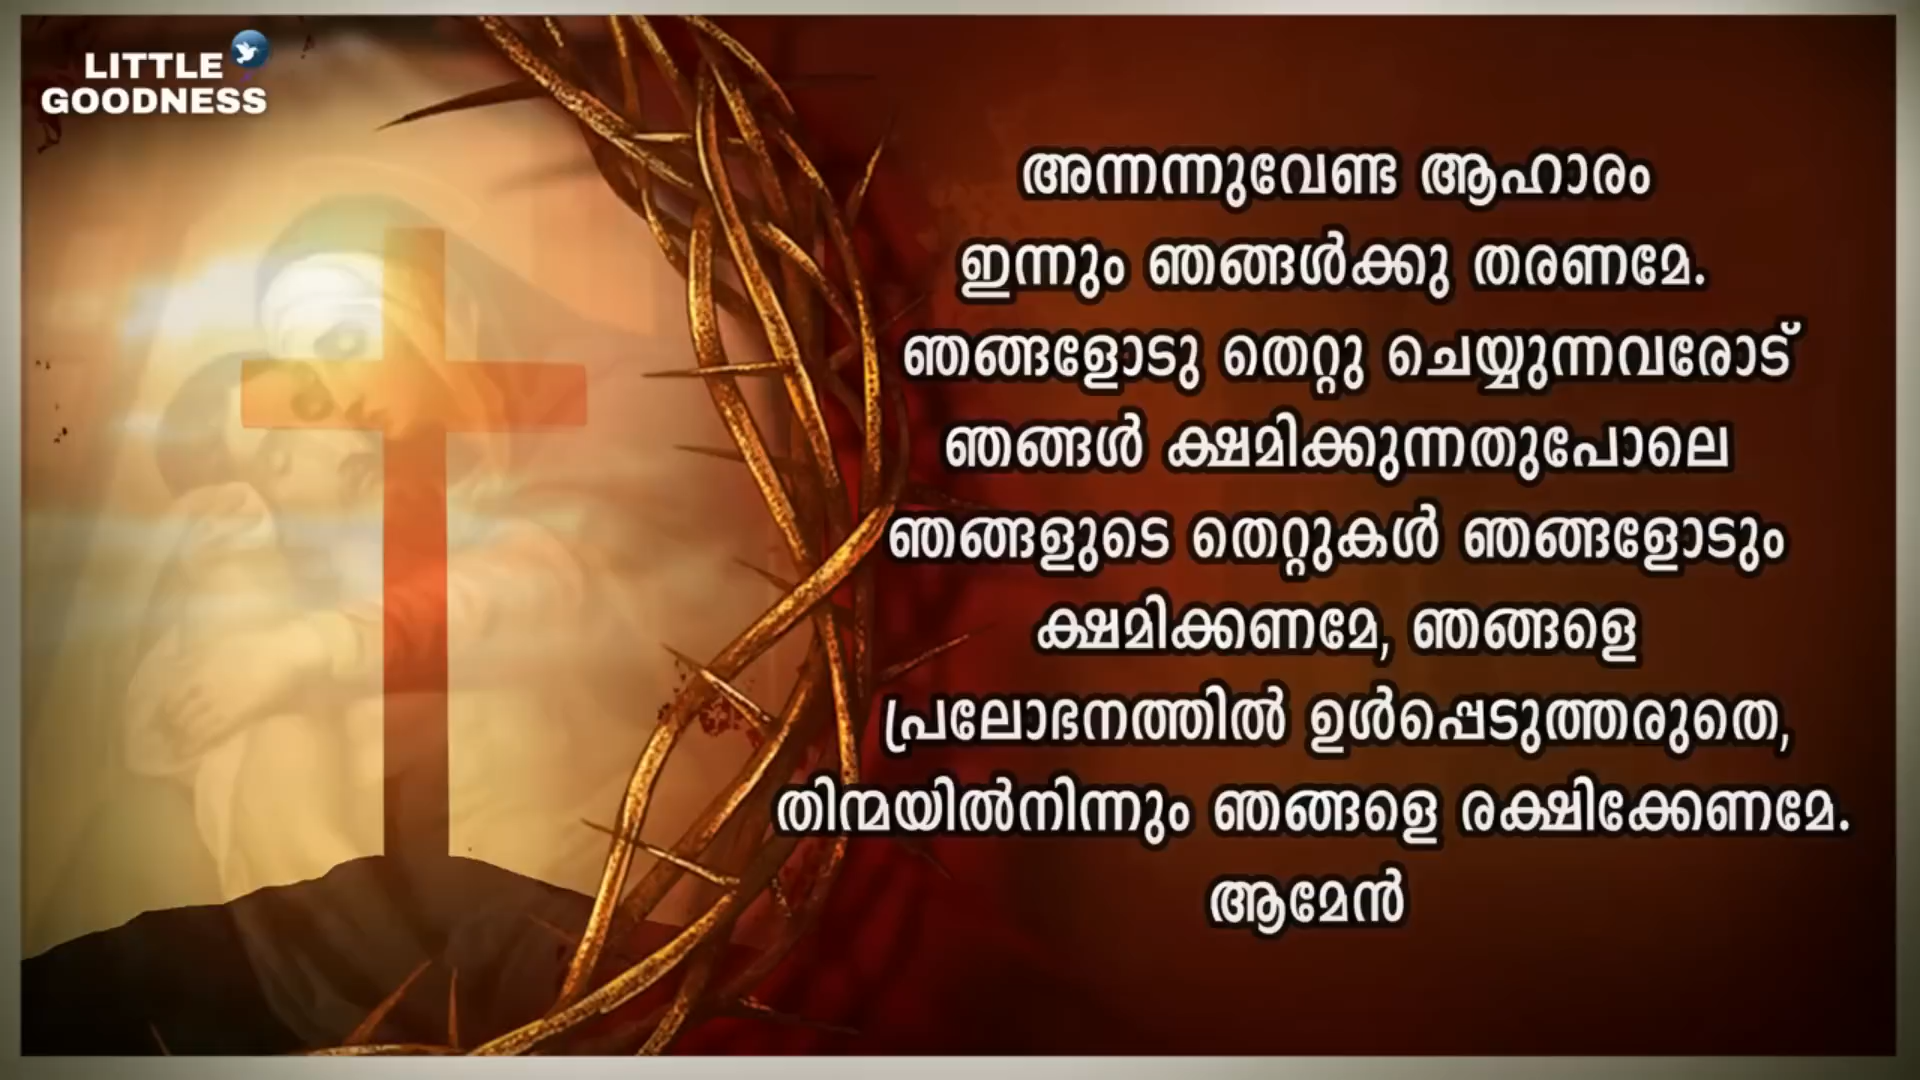 LITTLE
GOODNESS
അന്നന്നുവേണ്ട ആഹാരം
ഇന്നും ഞങ്ങൾക്കു തരണമേ.
ഞങ്ങളോടു തെറ്റു ചെയ്യുന്നവരോട്
ഞങ്ങൾ ക്ഷമിക്കുന്നതുപോലെ
ഞങ്ങളുടെ തെറ്റുകൾ ഞങ്ങളോടും
ക്ഷമിക്കണമേ, ഞങ്ങളെ
പ്രലോഭനത്തിൽ ഉൾപ്പെടുത്തരുതെ,
തിന്മയിൽനിന്നും ഞങ്ങളെ രക്ഷിക്കേണമേ.
ആമേൻ